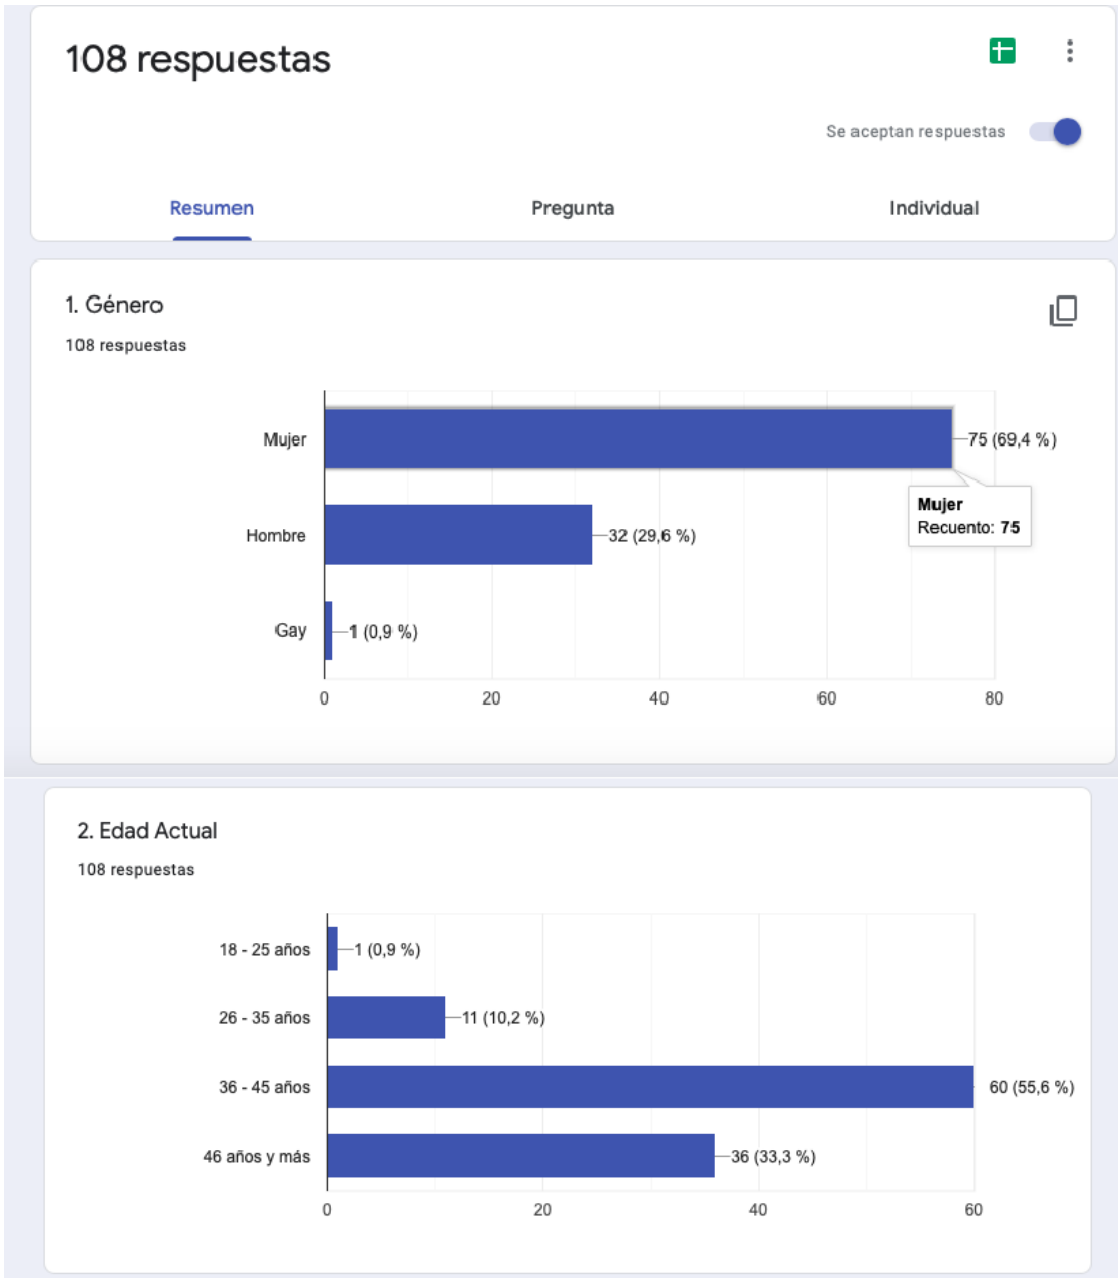 108 respuestas
Se aceptan respuestas
Resumen Pregunta Individual
1. Género
108 respuestas
Mujer 75 (69,4 %)
Mujer
Recuento: 75
Hombre 32 (29,6 %)
Gay 1 (0,9 %)
0 20 40 60 80
2. Edad Actual
108 respuestas
18 - 25 años 1 (0,9 %)
26 - 35 años 11 (10,2 %)
36 - 45 años 60 (55,6 %)
46 años y más 36 (33,3 %)
0 20 40 60